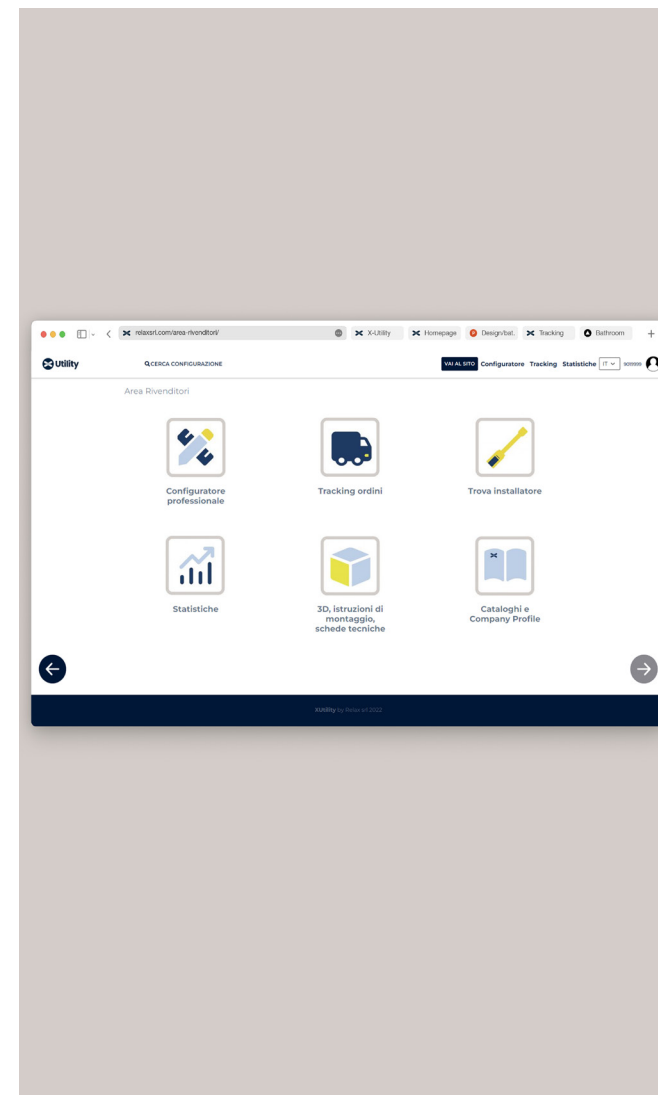 relaxsrl.com/area-rivenditori/
X-Utility
Homepage
Design/bat.
Tracking
Bathroom
Utility
CERCA CONFIGURAZIONE
VAI AL SITO
Configuratore
Tracking
Statistiche
IT
Area Rivenditori
Configuratore
professionale
Tracking ordini
Trova installatore
Statistiche
3D, istruzioni di
montaggio,
schede tecniche
Cataloghi e
Company Profile
XUtility by Relax srl 2022